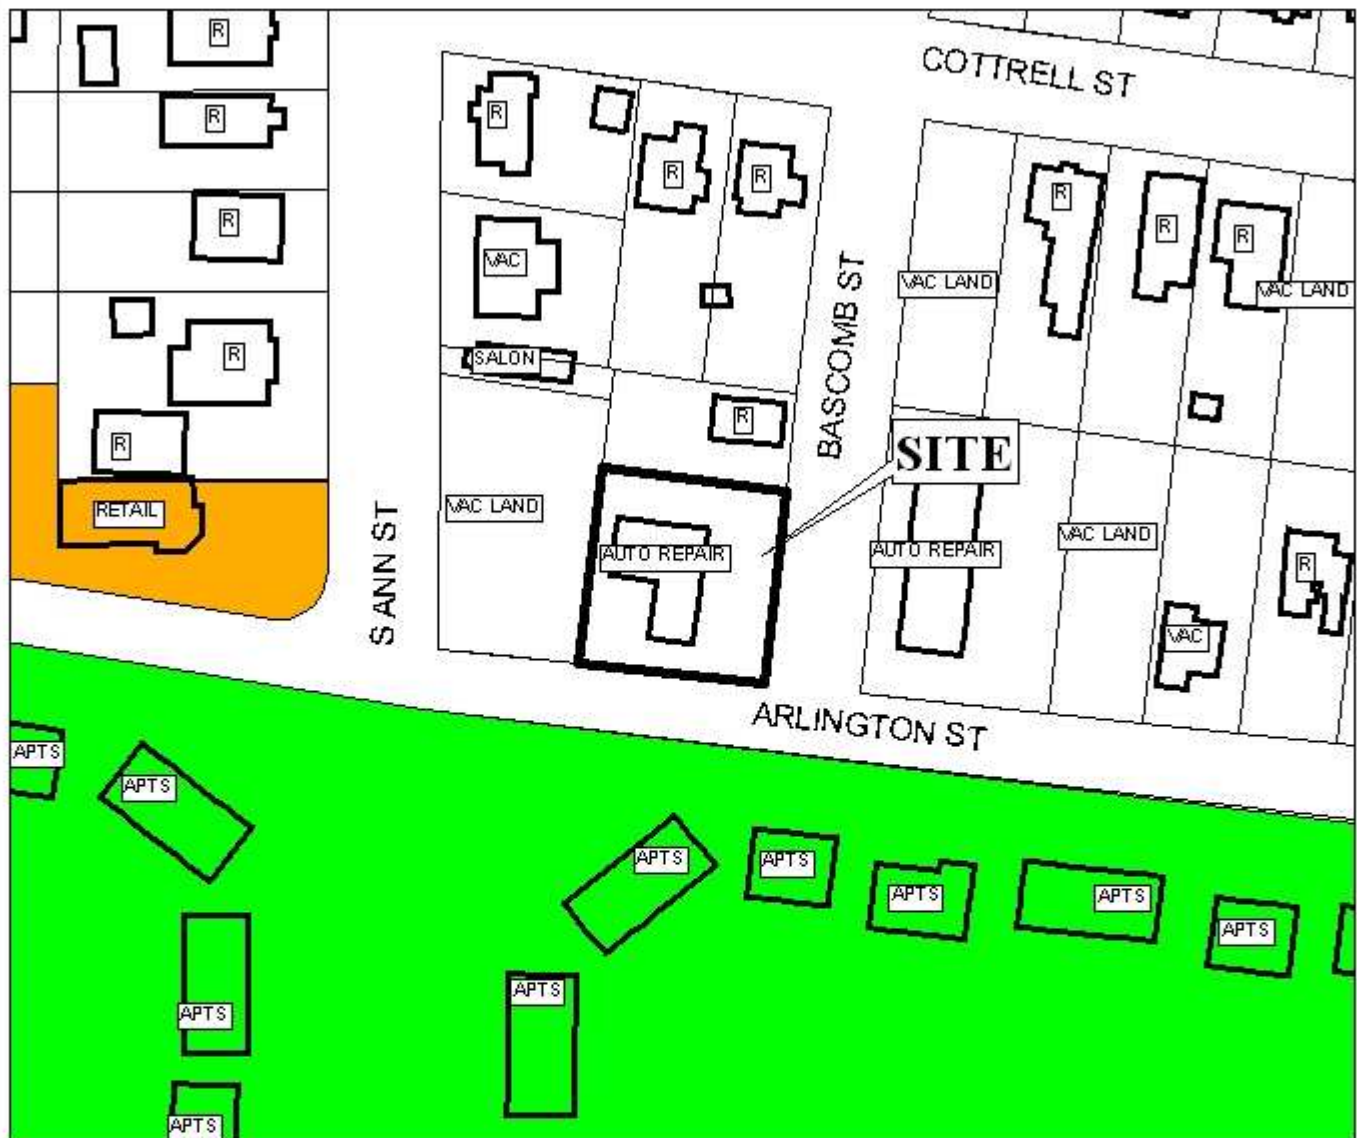 R
COTTRELL ST
R
R
R
R
R
R
R
R
R
VAC
BASCOMB ST
VAC LAND
VAC LAND
R
SALON
R
R
SITE
S ANN ST
RETAIL
VAC LAND
AUTO REPAIR
AUTO REPAIR
VAC LAND
R
VAC
ARLINGTON ST
APTS
APTS
APTS
APTS
APTS
APTS
APTS
APTS
APTS
APTS